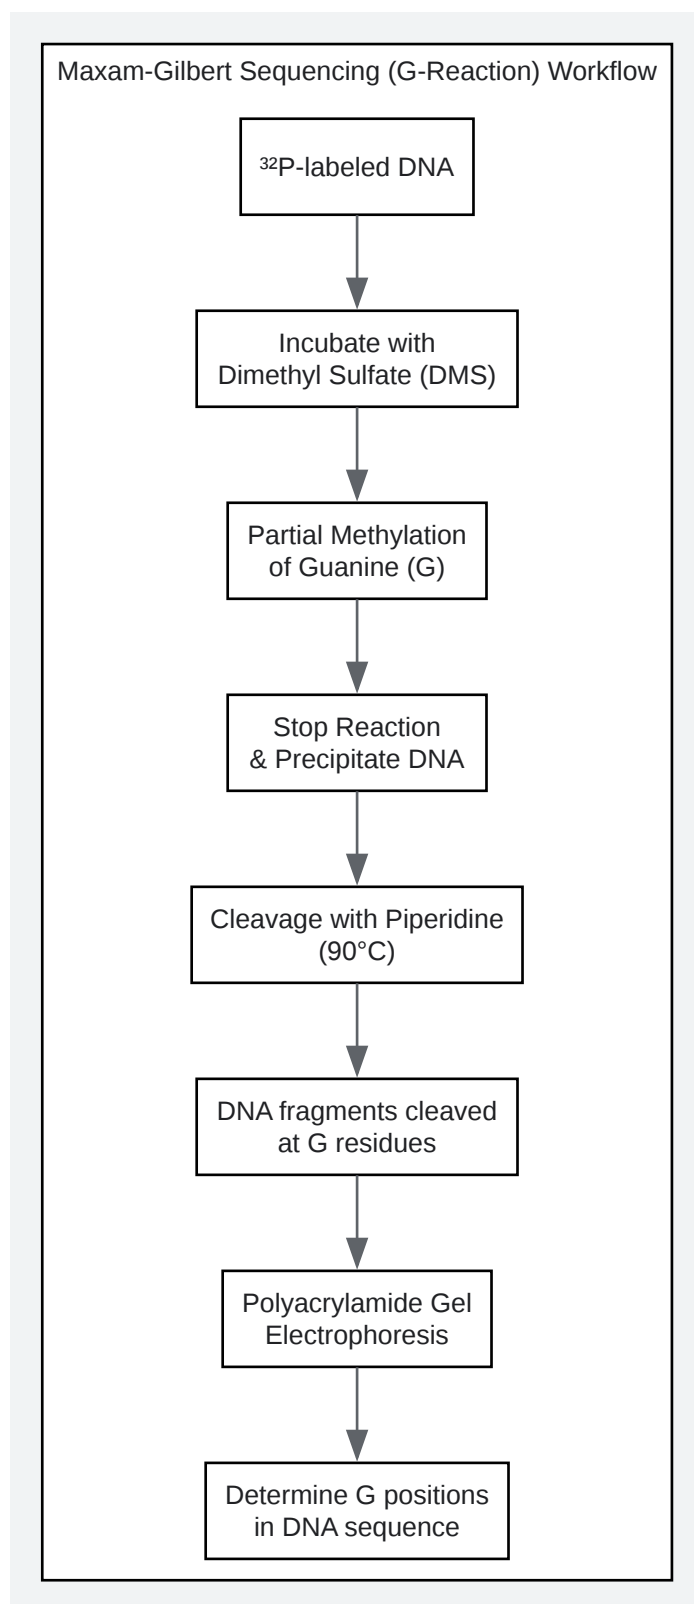 Maxam-Gilbert Sequencing (G-Reaction) Workflow
³²P-labeled DNA
Incubate with
Dimethyl Sulfate (DMS)
Partial Methylation
of Guanine (G)
Stop Reaction
& Precipitate DNA
Cleavage with Piperidine
(90°C)
DNA fragments cleaved
at G residues
Polyacrylamide Gel
Electrophoresis
Determine G positions
in DNA sequence